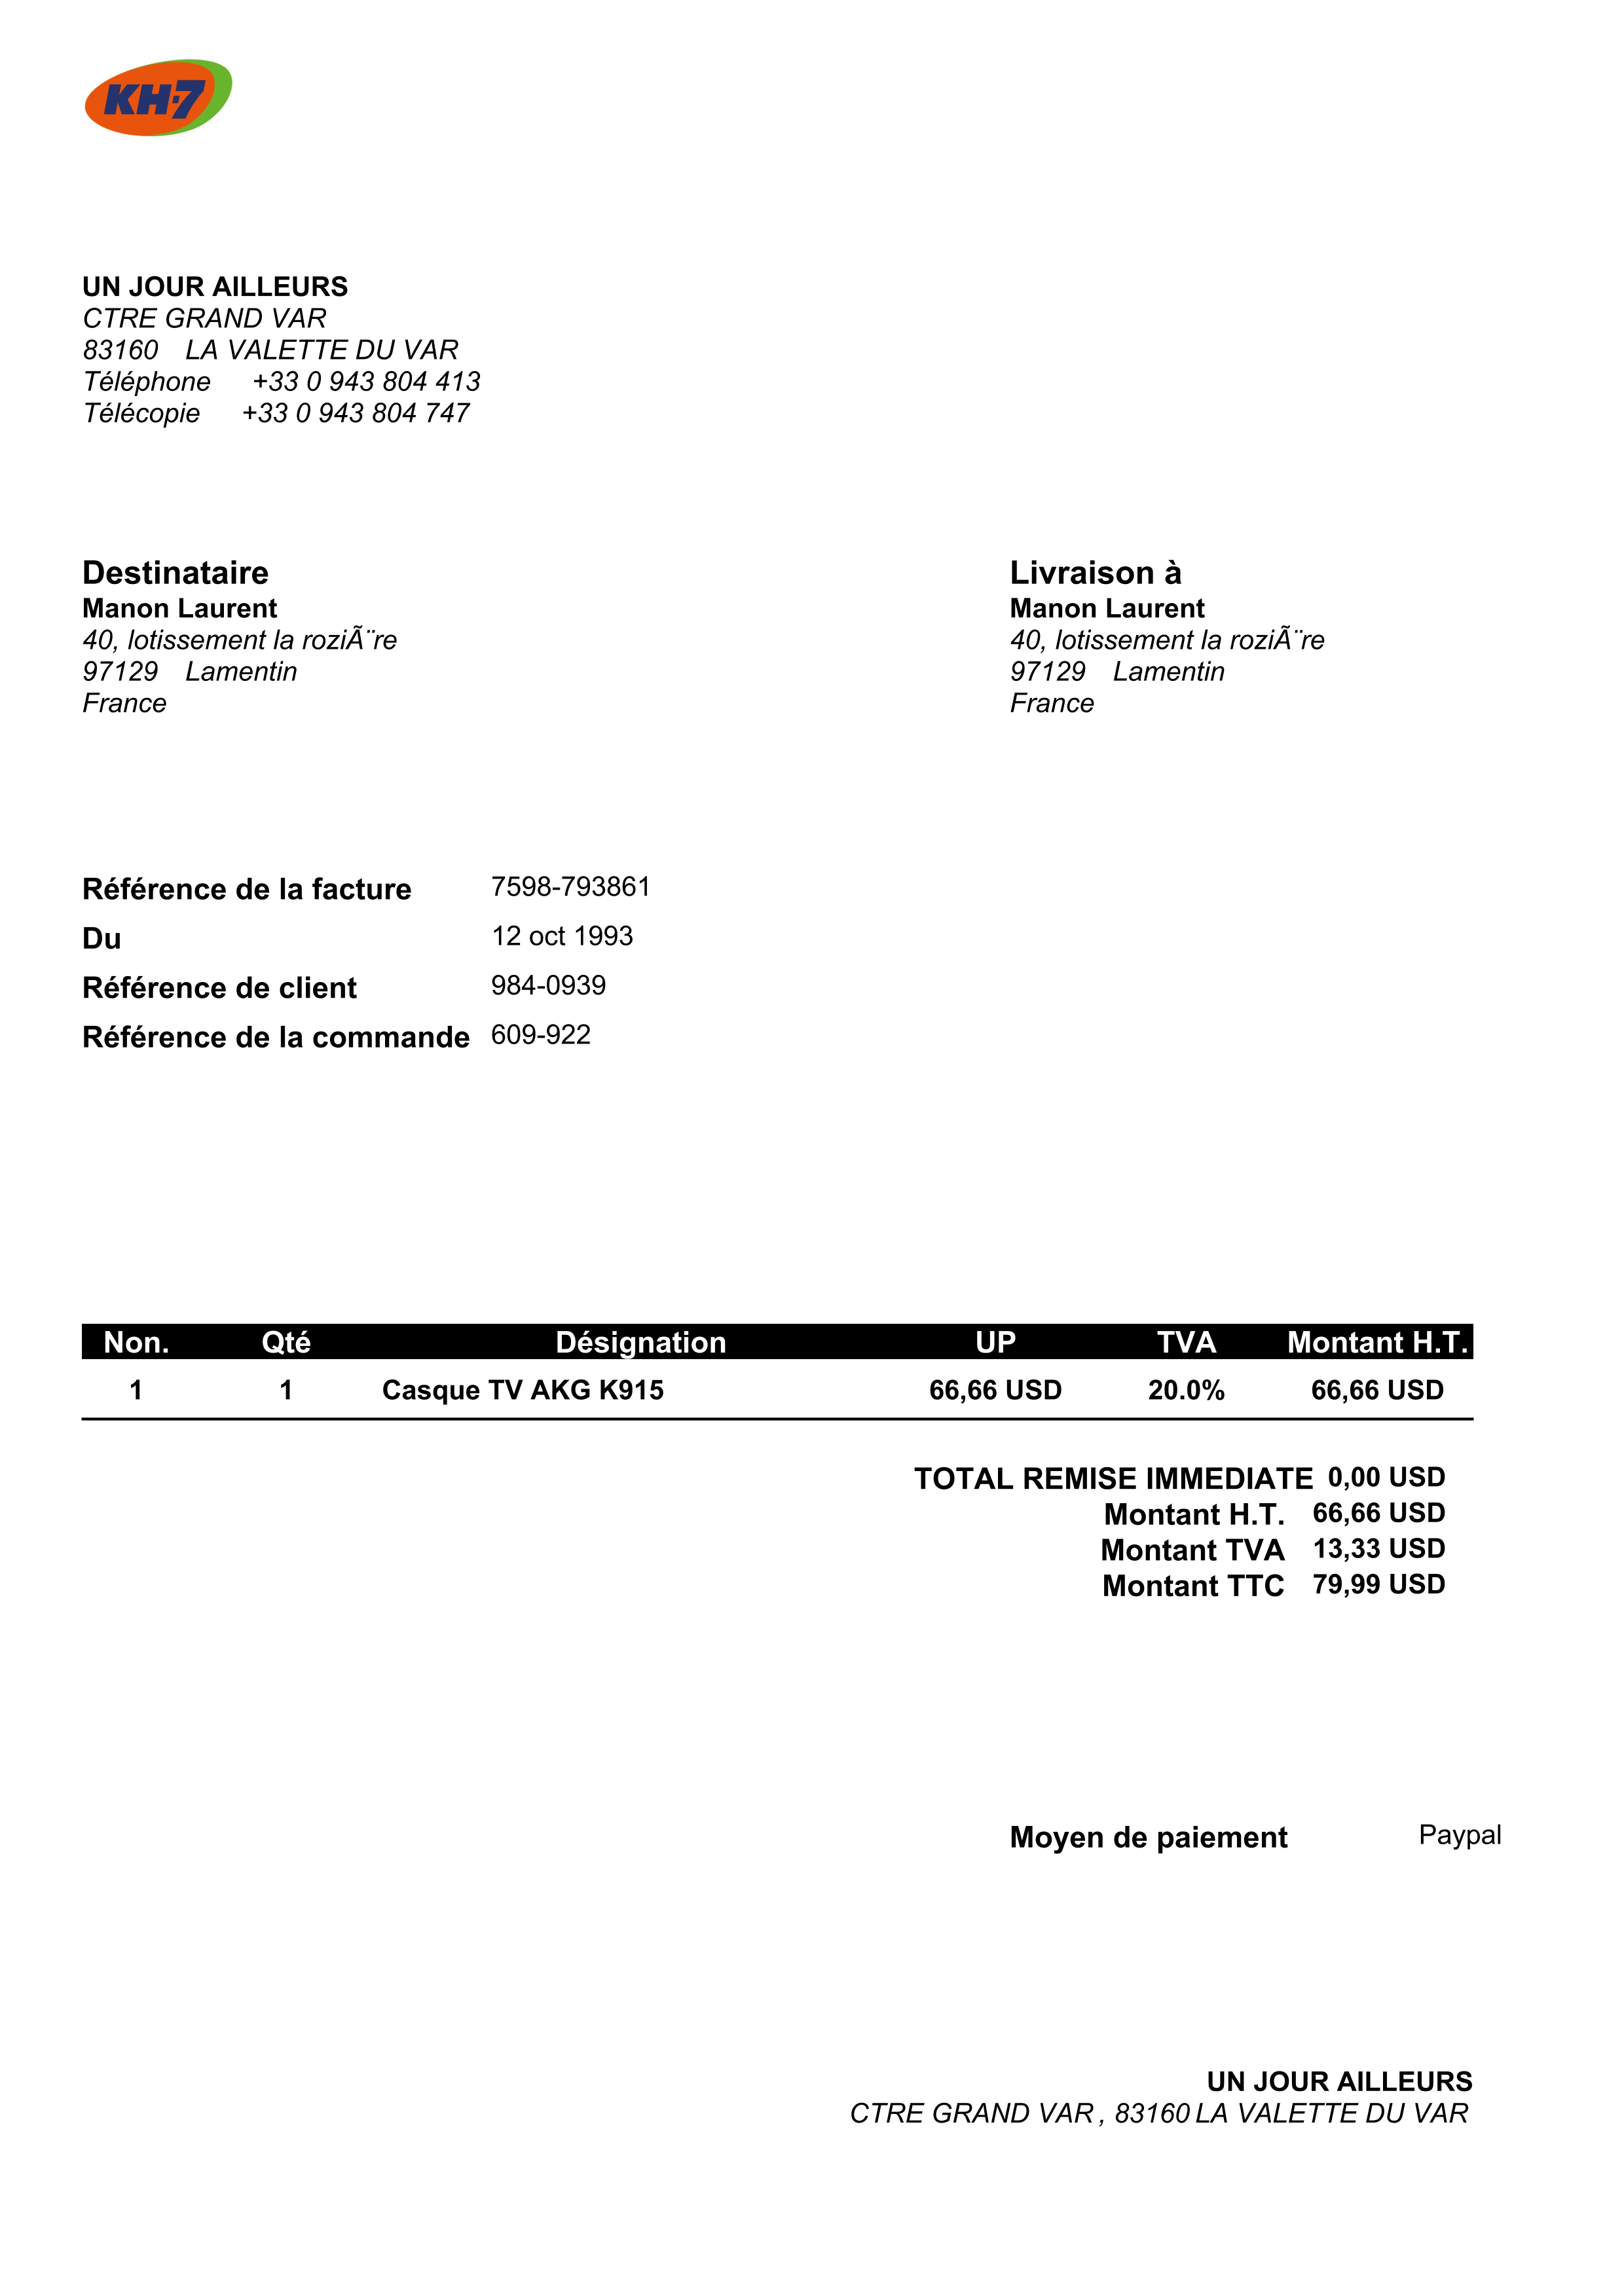 KH-7
UN JOUR AILLEURS
CTRE GRAND VAR
83160 LA VALETTE DU VAR
Téléphone +33 0 943 804 413
Télécopie +33 0 943 804 747
Destinataire
Manon Laurent
40, lotissement la roziÃ¨re
97129 Lamentin
France
Livraison à
Manon Laurent
40, lotissement la roziÃ¨re
97129 Lamentin
France
Référence de la facture 7598-793861
Du 12 oct 1993
Référence de client 984-0939
Référence de la commande 609-922
Non. Qté Désignation UP TVA Montant H.T.
1 1 Casque TV AKG K915 66,66 USD 20.0% 66,66 USD
TOTAL REMISE IMMEDIATE 0,00 USD
Montant H.T. 66,66 USD
Montant TVA 13,33 USD
Montant TTC 79,99 USD
Moyen de paiement Paypal
UN JOUR AILLEURS
CTRE GRAND VAR , 83160 LA VALETTE DU VAR